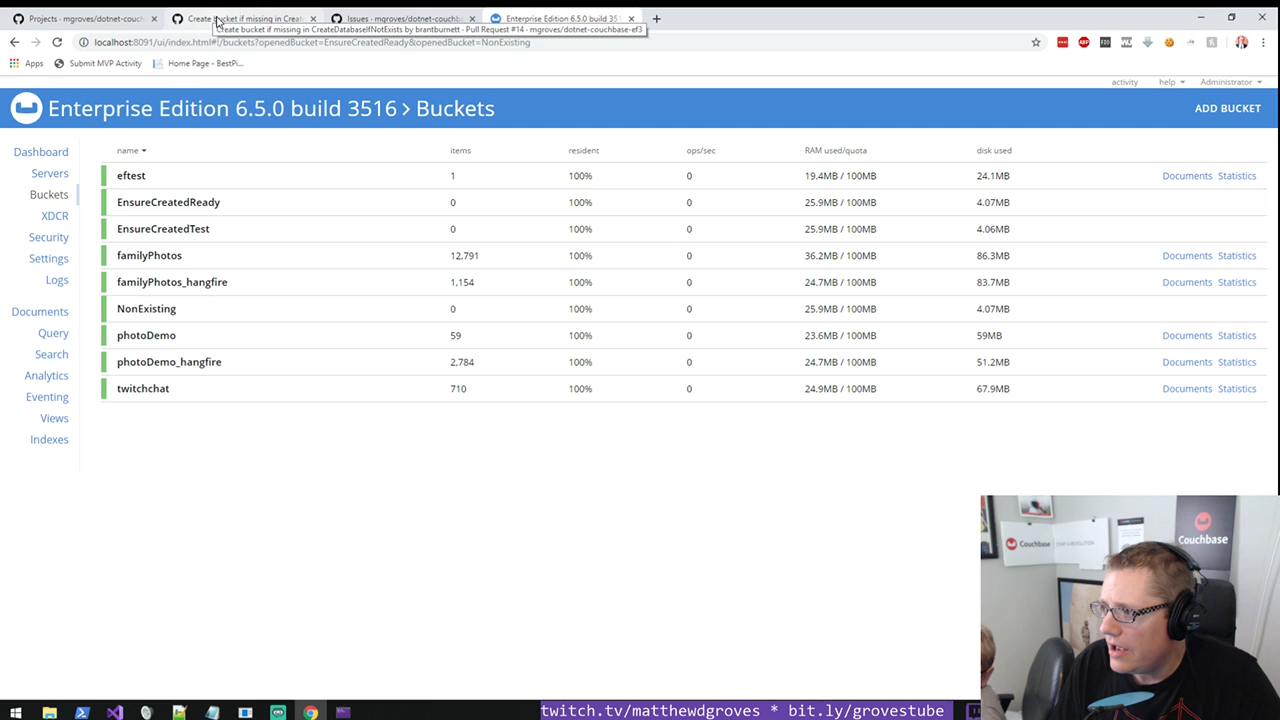 Projects · mgroves/dotnet-couchb
Create bucket if missing in Creat
Issues · mgroves/dotnet-couchba
Enterprise Edition 6.5.0 build 351
Create bucket if missing in CreateDatabaseIfNotExists by brantburnett · Pull Request #14 · mgroves/dotnet-couchbase-ef3
localhost:8091/ui/index.html#!/buckets?openedBucket=EnsureCreatedReady&openedBucket=NonExisting
Apps
Submit MVP Activity
Home Page - BestPi...
activity
help
Administrator
Enterprise Edition 6.5.0 build 3516 > Buckets
ADD BUCKET
Dashboard
Servers
Buckets
XDCR
Security
Settings
Logs
Documents
Query
Search
Analytics
Eventing
Views
Indexes
name items resident ops/sec RAM used/quota disk used
eftest 1 100% 0 19.4MB / 100MB 24.1MB Documents Statistics
EnsureCreatedReady 0 100% 0 25.9MB / 100MB 4.07MB
EnsureCreatedTest 0 100% 0 25.9MB / 100MB 4.06MB
familyPhotos 12,791 100% 0 36.2MB / 100MB 86.3MB Documents Statistics
familyPhotos_hangfire 1,154 100% 0 24.7MB / 100MB 83.7MB Documents Statistics
NonExisting 0 100% 0 25.9MB / 100MB 4.07MB
photoDemo 59 100% 0 23.6MB / 100MB 59MB Documents Statistics
photoDemo_hangfire 2,784 100% 0 24.7MB / 100MB 51.2MB Documents Statistics
twitchchat 710 100% 0 24.9MB / 100MB 67.9MB Documents Statistics
Couchbase
Couchbase
twitch.tv/matthewdgroves * bit.ly/grovestube